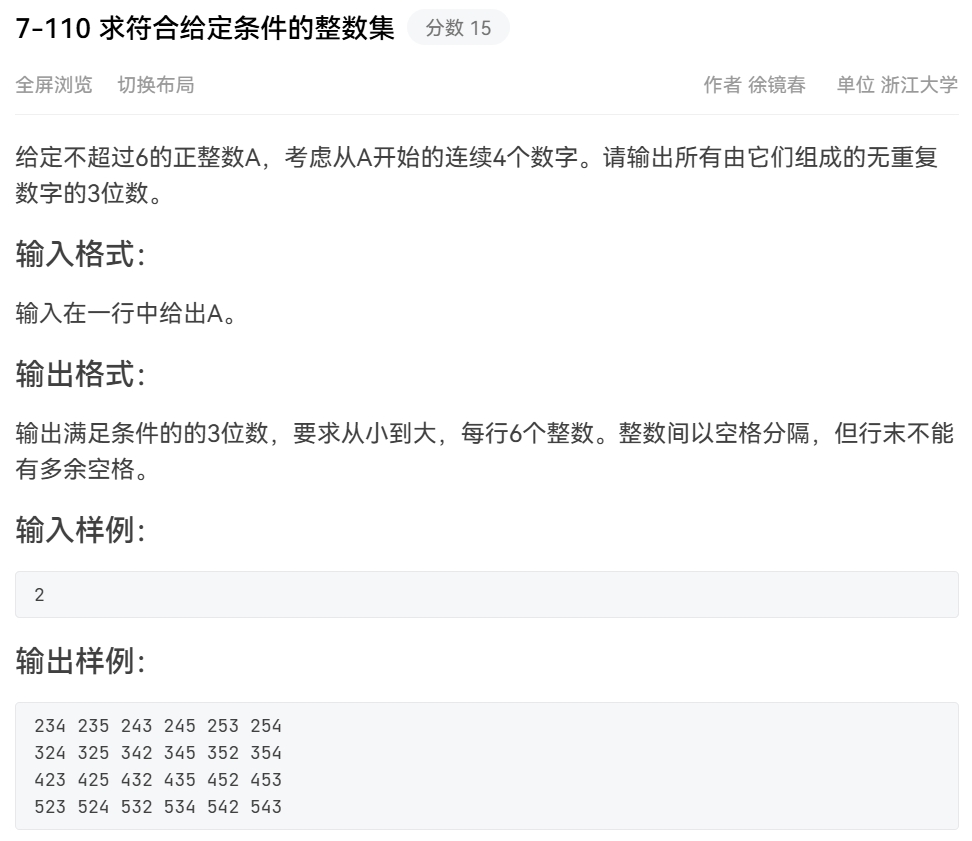 7-110 求符合给定条件的整数集 分数 15
全屏浏览 切换布局 作者 徐镜春 单位 浙江大学
给定不超过6的正整数A，考虑从A开始的连续4个数字。请输出所有由它们组成的无重复
数字的3位数。
输入格式：
输入在一行中给出A。
输出格式：
输出满足条件的的3位数，要求从小到大，每行6个整数。整数间以空格分隔，但行末不能
有多余空格。
输入样例：
2
输出样例：
234 235 243 245 253 254
324 325 342 345 352 354
423 425 432 435 452 453
523 524 532 534 542 543